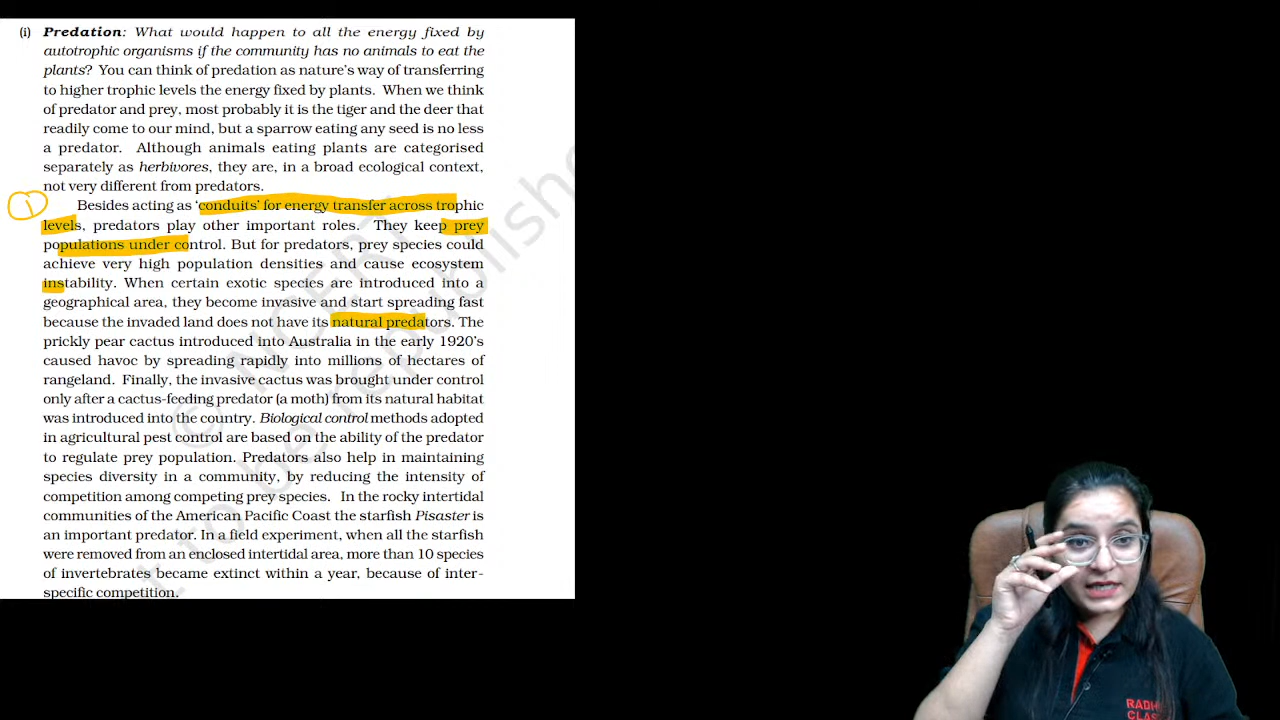 (i) Predation: What would happen to all the energy fixed by
autotrophic organisms if the community has no animals to eat the
plants? You can think of predation as nature's way of transferring
to higher trophic levels the energy fixed by plants. When we think
of predator and prey, most probably it is the tiger and the deer that
readily come to our mind, but a sparrow eating any seed is no less
a predator. Although animals eating plants are categorised
separately as herbivores, they are, in a broad ecological context,
not very different from predators.
Besides acting as 'conduits' for energy transfer across trophic
levels, predators play other important roles. They keep prey
populations under control. But for predators, prey species could
achieve very high population densities and cause ecosystem
instability. When certain exotic species are introduced into a
geographical area, they become invasive and start spreading fast
because the invaded land does not have its natural predators. The
prickly pear cactus introduced into Australia in the early 1920's
caused havoc by spreading rapidly into millions of hectares of
rangeland. Finally, the invasive cactus was brought under control
only after a cactus-feeding predator (a moth) from its natural habitat
was introduced into the country. Biological control methods adopted
in agricultural pest control are based on the ability of the predator
to regulate prey population. Predators also help in maintaining
species diversity in a community, by reducing the intensity of
competition among competing prey species. In the rocky intertidal
communities of the American Pacific Coast the starfish Pisaster is
an important predator. In a field experiment, when all the starfish
were removed from an enclosed intertidal area, more than 10 species
of invertebrates became extinct within a year, because of inter-
specific competition.
© NCERT
be republishe